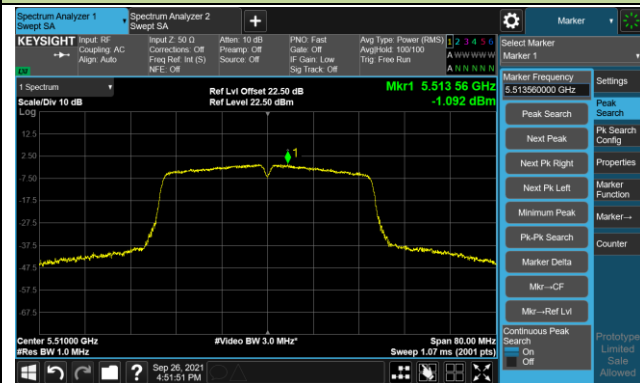 Spectrum Analyzer 1
Swept SA
Spectrum Analyzer 2
Swept SA
Marker
KEYSIGHT
Input: RF
Coupling: AC
Align: Auto
Input Z: 50 Ω
Corrections: Off
Freq Ref: Int (S)
NFE: Off
Atten: 10 dB
Preamp: Off
Source: Off
PNO: Fast
Gate: Off
IF Gain: Low
Sig Track: Off
Avg Type: Power (RMS)
Avg|Hold: 100/100
Trig: Free Run
1 2 3 4 5 6
A W W W W W
A N N N N N
LVI
Select Marker
Marker 1
1 Spectrum
Scale/Div 10 dB
Log
Ref Lvl Offset 22.50 dB
Ref Level 22.50 dBm
Mkr1 5.513 56 GHz
-1.092 dBm
12.5
2.50
-7.50
-17.5
-27.5
-37.5
-47.5
-57.5
-67.5
1
Center 5.51000 GHz
#Res BW 1.0 MHz
#Video BW 3.0 MHz*
Span 80.00 MHz
Sweep 1.07 ms (2001 pts)
Marker Frequency
5.513560000 GHz
Peak Search
Next Peak
Next Pk Right
Next Pk Left
Minimum Peak
Pk-Pk Search
Marker Delta
Mkr→CF
Mkr→Ref Lvl
Continuous Peak
Search
On
Off
Settings
Peak
Search
Pk Search
Config
Properties
Marker
Function
Marker→
Counter
Prototype
Limited
Sale
Allowed
Sep 26, 2021
4:51:51 PM